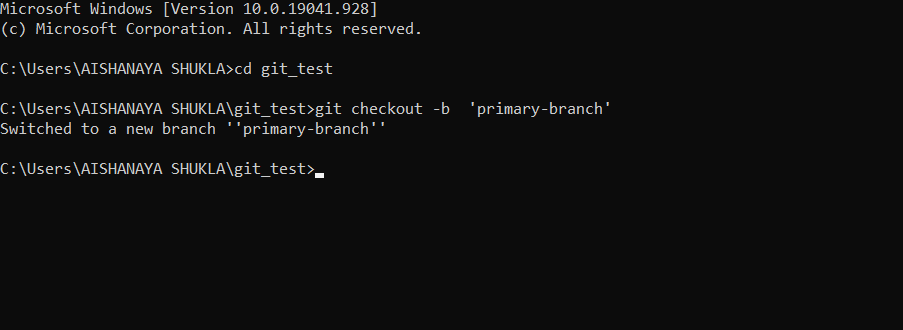 Microsoft Windows [Version 10.0.19041.928]
(c) Microsoft Corporation. All rights reserved.
C:\Users\AISHANAYA SHUKLA>cd git_test
C:\Users\AISHANAYA SHUKLA\git_test>git checkout -b  'primary-branch'
Switched to a new branch ''primary-branch''
C:\Users\AISHANAYA SHUKLA\git_test>